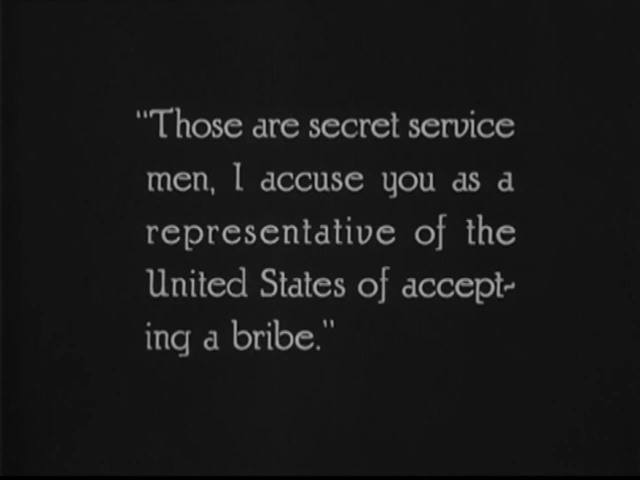 "Those are secret service
men, I accuse you as a
representative of the
United States of accept-
ing a bribe."